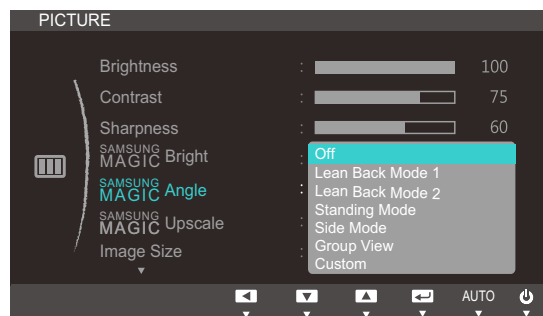 PICTURE
Brightness : 100
Contrast : 75
Sharpness : 60
SAMSUNG MAGIC Bright :
SAMSUNG MAGIC Angle :
SAMSUNG MAGIC Upscale :
Image Size :
Off
Lean Back Mode 1
Lean Back Mode 2
Standing Mode
Side Mode
Group View
Custom
AUTO